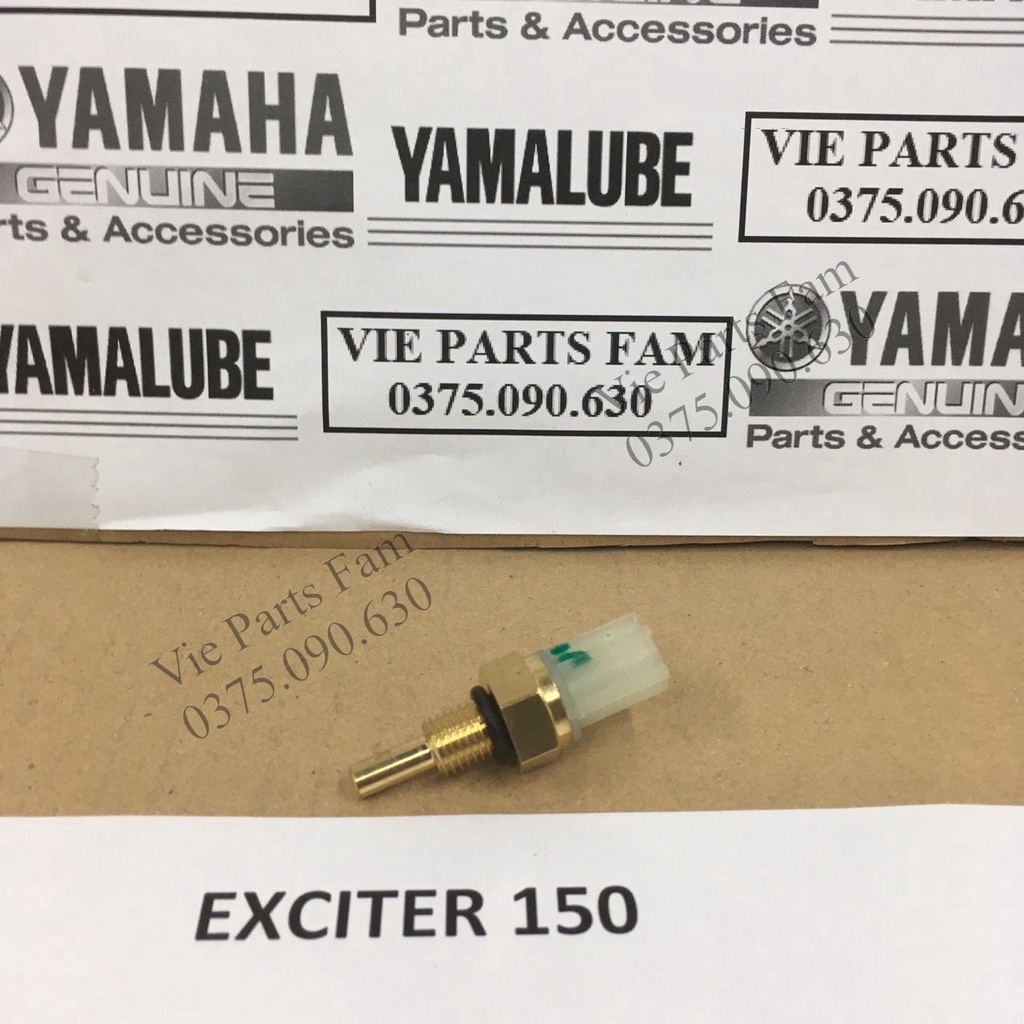 Parts & Accessories
YAMAHA
GENUINE
rts & Accessories
YAMALUBE
VIE PARTS
0375.090.6
YAMALUBE
VIE PARTS FAM
0375.090.630
YAMA
GENUIN
Parts & Access
Vie Parts Fam
0375.090.630
Vie Parts Fam
0375.090.630
EXCITER 150